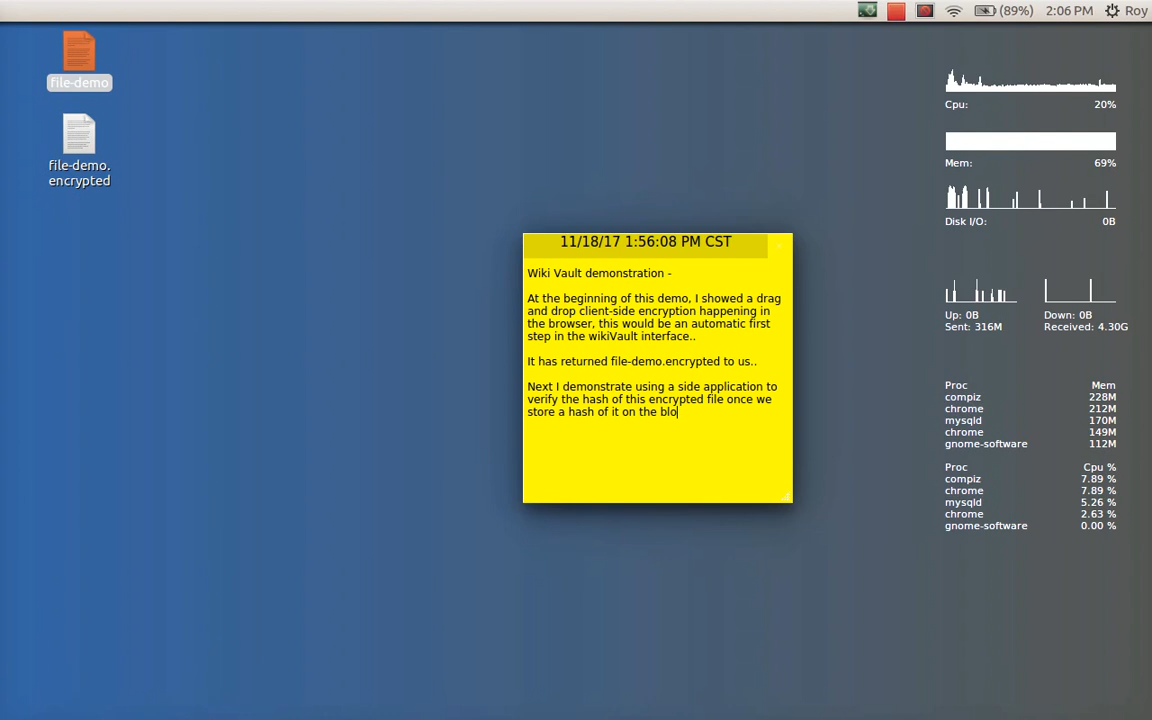 (89%) 2:06 PM Roy
file-demo
file-demo.
encrypted
11/18/17 1:56:08 PM CST
Wiki Vault demonstration -
At the beginning of this demo, I showed a drag
and drop client-side encryption happening in
the browser, this would be an automatic first
step in the wikiVault interface..
It has returned file-demo.encrypted to us..
Next I demonstrate using a side application to
verify the hash of this encrypted file once we
store a hash of it on the blo
Cpu: 20%
Mem: 69%
Disk I/O: 0B
Up: 0B Down: 0B
Sent: 316M Received: 4.30G
Proc Mem
compiz 228M
chrome 212M
mysqld 170M
chrome 149M
gnome-software 112M
Proc Cpu %
compiz 7.89 %
chrome 7.89 %
mysqld 5.26 %
chrome 2.63 %
gnome-software 0.00 %